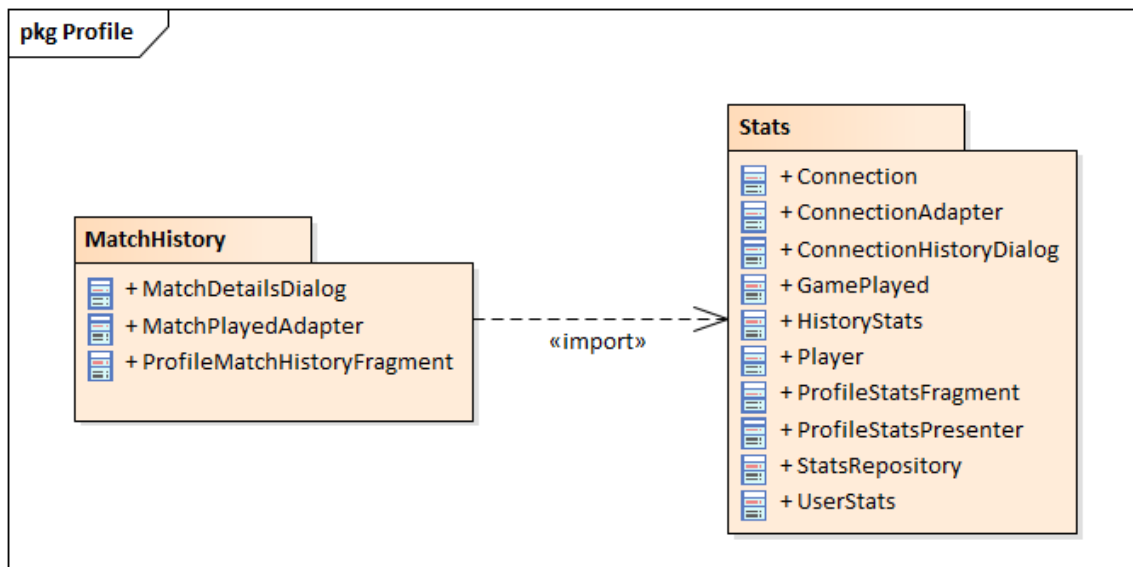 pkg Profile
MatchHistory
+ MatchDetailsDialog
+ MatchPlayedAdapter
+ ProfileMatchHistoryFragment
«import»
Stats
+ Connection
+ ConnectionAdapter
+ ConnectionHistoryDialog
+ GamePlayed
+ HistoryStats
+ Player
+ ProfileStatsFragment
+ ProfileStatsPresenter
+ StatsRepository
+ UserStats